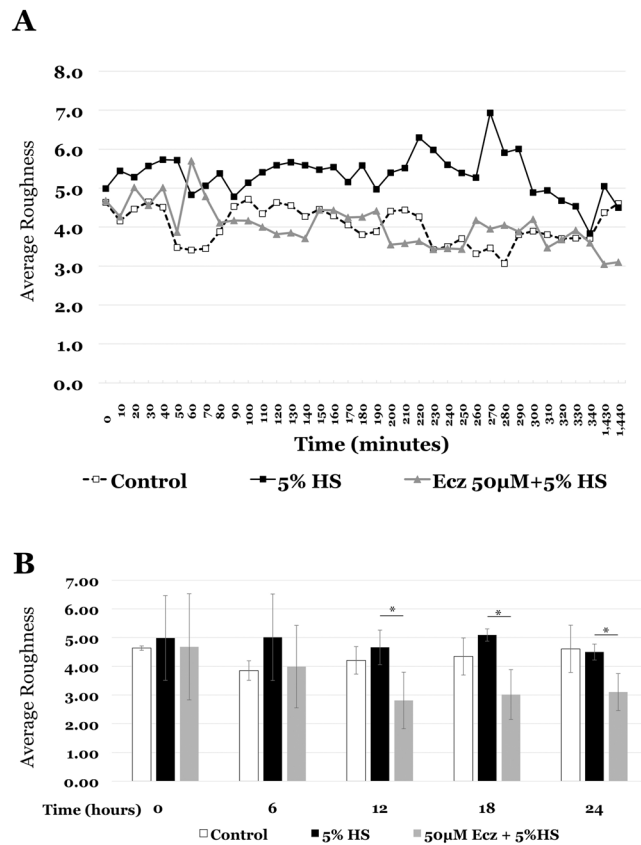 A
8.0
7.0
6.0
5.0
4.0
3.0
2.0
1.0
0.0
Average Roughness
0 10 20 30 40 50 60 70 80 90 100 110 120 130 140 150 160 170 180 190 200 210 220 230 240 250 260 270 280 290 300 310 320 330 340 1,430 1,440
Time (minutes)
Control 5% HS Ecz 50µM+5% HS
B
7.00
6.00
5.00
4.00
3.00
2.00
1.00
0.00
Average Roughness
* * *
Time (hours) 0 6 12 18 24
Control 5% HS 50µM Ecz + 5%HS